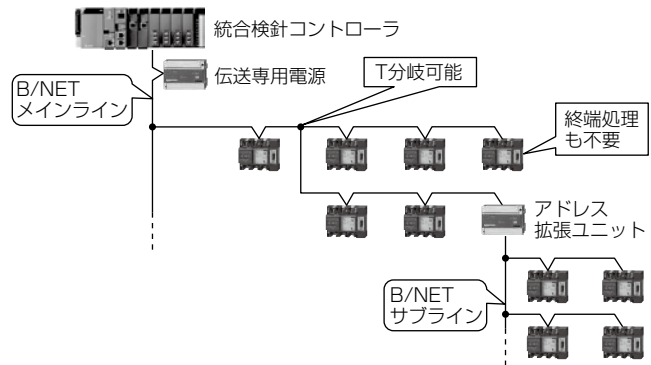 統合検針コントローラ
伝送専用電源
B/NET
メインライン
T分岐可能
終端処理
も不要
アドレス
拡張ユニット
B/NET
サブライン